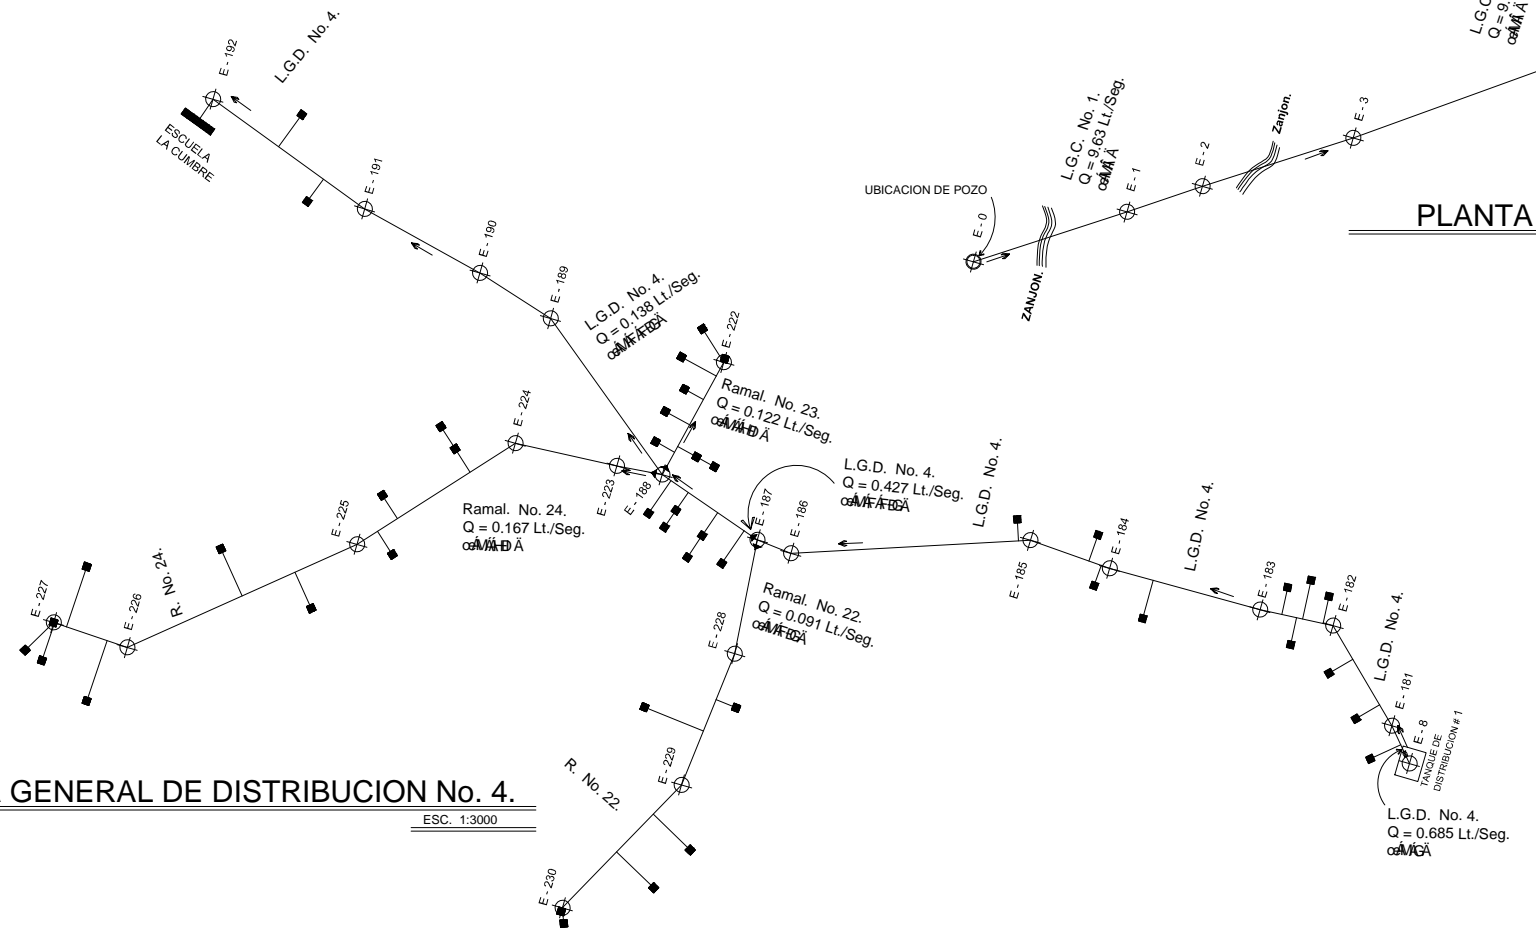 E - 192
L.G.D. No. 4.
ESCUELA
LA CUMBRE
E - 191
E - 190
E - 189
L.G.D. No. 4.
Q = 0.138 Lt./Seg.
E - 222
Ramal. No. 23.
Q = 0.122 Lt./Seg.
E - 224
E - 223
E - 188
Ramal. No. 24.
Q = 0.167 Lt./Seg.
E - 225
R. No. 24.
E - 226
E - 227
E - 187
E - 186
L.G.D. No. 4.
Q = 0.427 Lt./Seg.
L.G.D. No. 4.
E - 185
E - 184
L.G.D. No. 4.
E - 183
E - 182
L.G.D. No. 4.
E - 181
E - 8
TANQUE DE
DISTRIBUCION # 1
L.G.D. No. 4.
Q = 0.685 Lt./Seg.
Ramal. No. 22.
Q = 0.091 Lt./Seg.
E - 228
E - 229
R. No. 22.
E - 230
UBICACION DE POZO
E - 0
ZANJON.
L.G.C. No. 1.
Q = 9.63 Lt./Seg.
E - 1
E - 2
Zanjon.
E - 3
L.G.C
Q = 9.
PLANTA
GENERAL DE DISTRIBUCION No. 4.
ESC. 1:3000